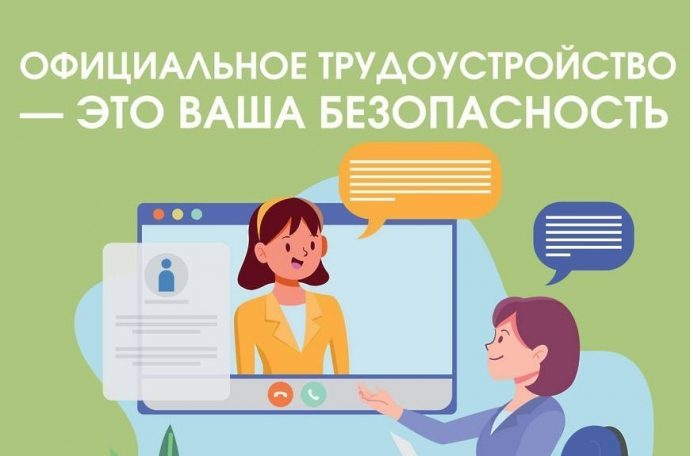 ОФИЦИАЛЬНОЕ ТРУДОУСТРОЙСТВО
— ЭТО ВАША БЕЗОПАСНОСТЬ